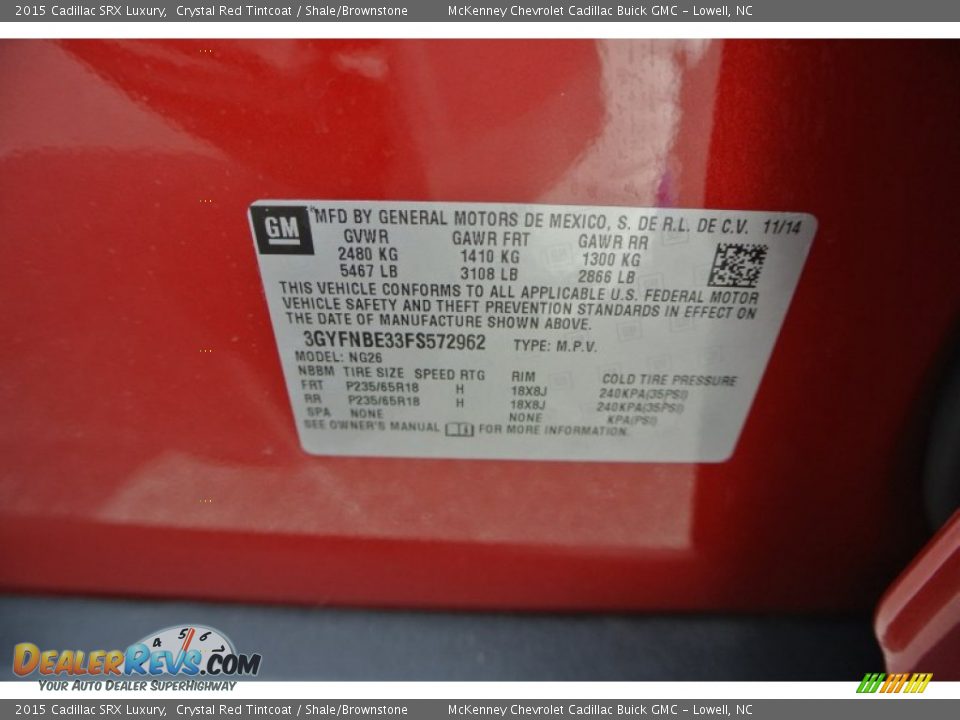 2015 Cadillac SRX Luxury,  Crystal Red Tintcoat / Shale/Brownstone McKenney Chevrolet Cadillac Buick GMC - Lowell, NC
GM MFD BY GENERAL MOTORS DE MEXICO, S. DE R.L. DE C.V. 11/14
GVWR GAWR FRT GAWR RR
2480 KG 1410 KG 1300 KG
5467 LB 3108 LB 2866 LB
THIS VEHICLE CONFORMS TO ALL APPLICABLE U.S. FEDERAL MOTOR
VEHICLE SAFETY AND THEFT PREVENTION STANDARDS IN EFFECT ON
THE DATE OF MANUFACTURE SHOWN ABOVE.
3GYFNBE33FS572962 TYPE: M.P.V.
MODEL: NG26
NBBM TIRE SIZE SPEED RTG RIM COLD TIRE PRESSURE
FRT P235/65R18 H 18X8J 240KPA(35PSI)
RR P235/65R18 H 18X8J 240KPA(35PSI)
SPA NONE NONE KPA(PSI)
SEE OWNER'S MANUAL FOR MORE INFORMATION.
4 5 6 7
DealerRevs.com
Your Auto Dealer SuperHighway
2015 Cadillac SRX Luxury,  Crystal Red Tintcoat / Shale/Brownstone McKenney Chevrolet Cadillac Buick GMC - Lowell, NC